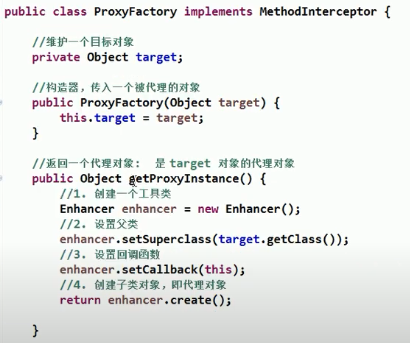 public class ProxyFactory implements MethodInterceptor {
//维护一个目标对象
private Object target;
//构造器，传入一个被代理的对象
public ProxyFactory(Object target) {
this.target = target;
}
//返回一个代理对象： 是 target 对象的代理对象
public Object getProxyInstance() {
//1. 创建一个工具类
Enhancer enhancer = new Enhancer();
//2. 设置父类
enhancer.setSuperclass(target.getClass());
//3. 设置回调函数
enhancer.setCallback(this);
//4. 创建子类对象，即代理对象
return enhancer.create();
}